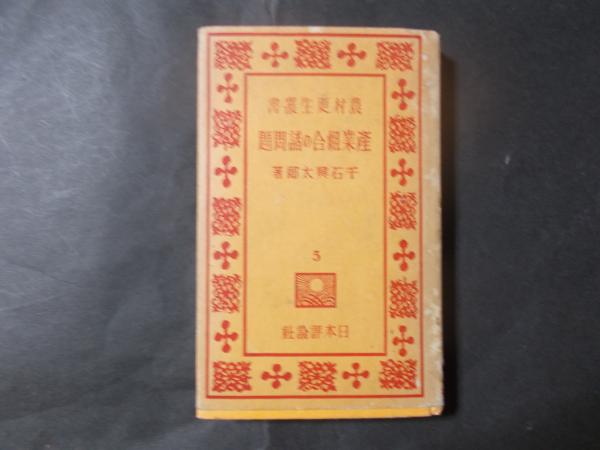 農村更生叢書
産業組合の諸問題
千石興太郎著
5
日本評論社